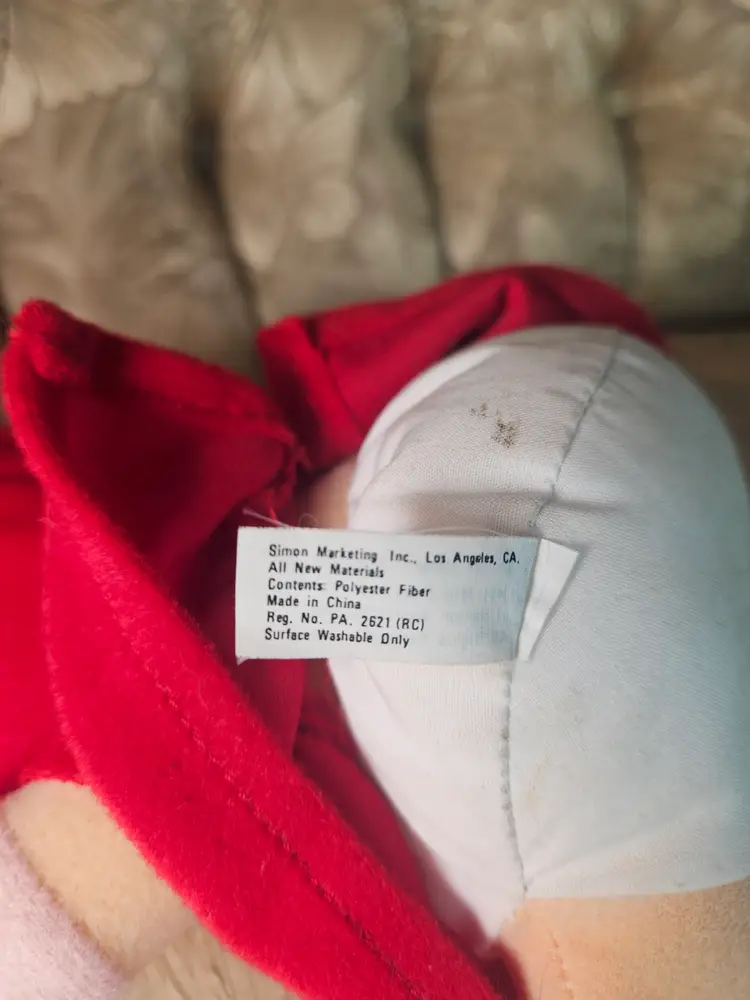 Simon Marketing Inc., Los Angeles, CA.
All New Materials
Contents: Polyester Fiber
Made in China
Reg. No. PA. 2621 (RC)
Surface Washable Only